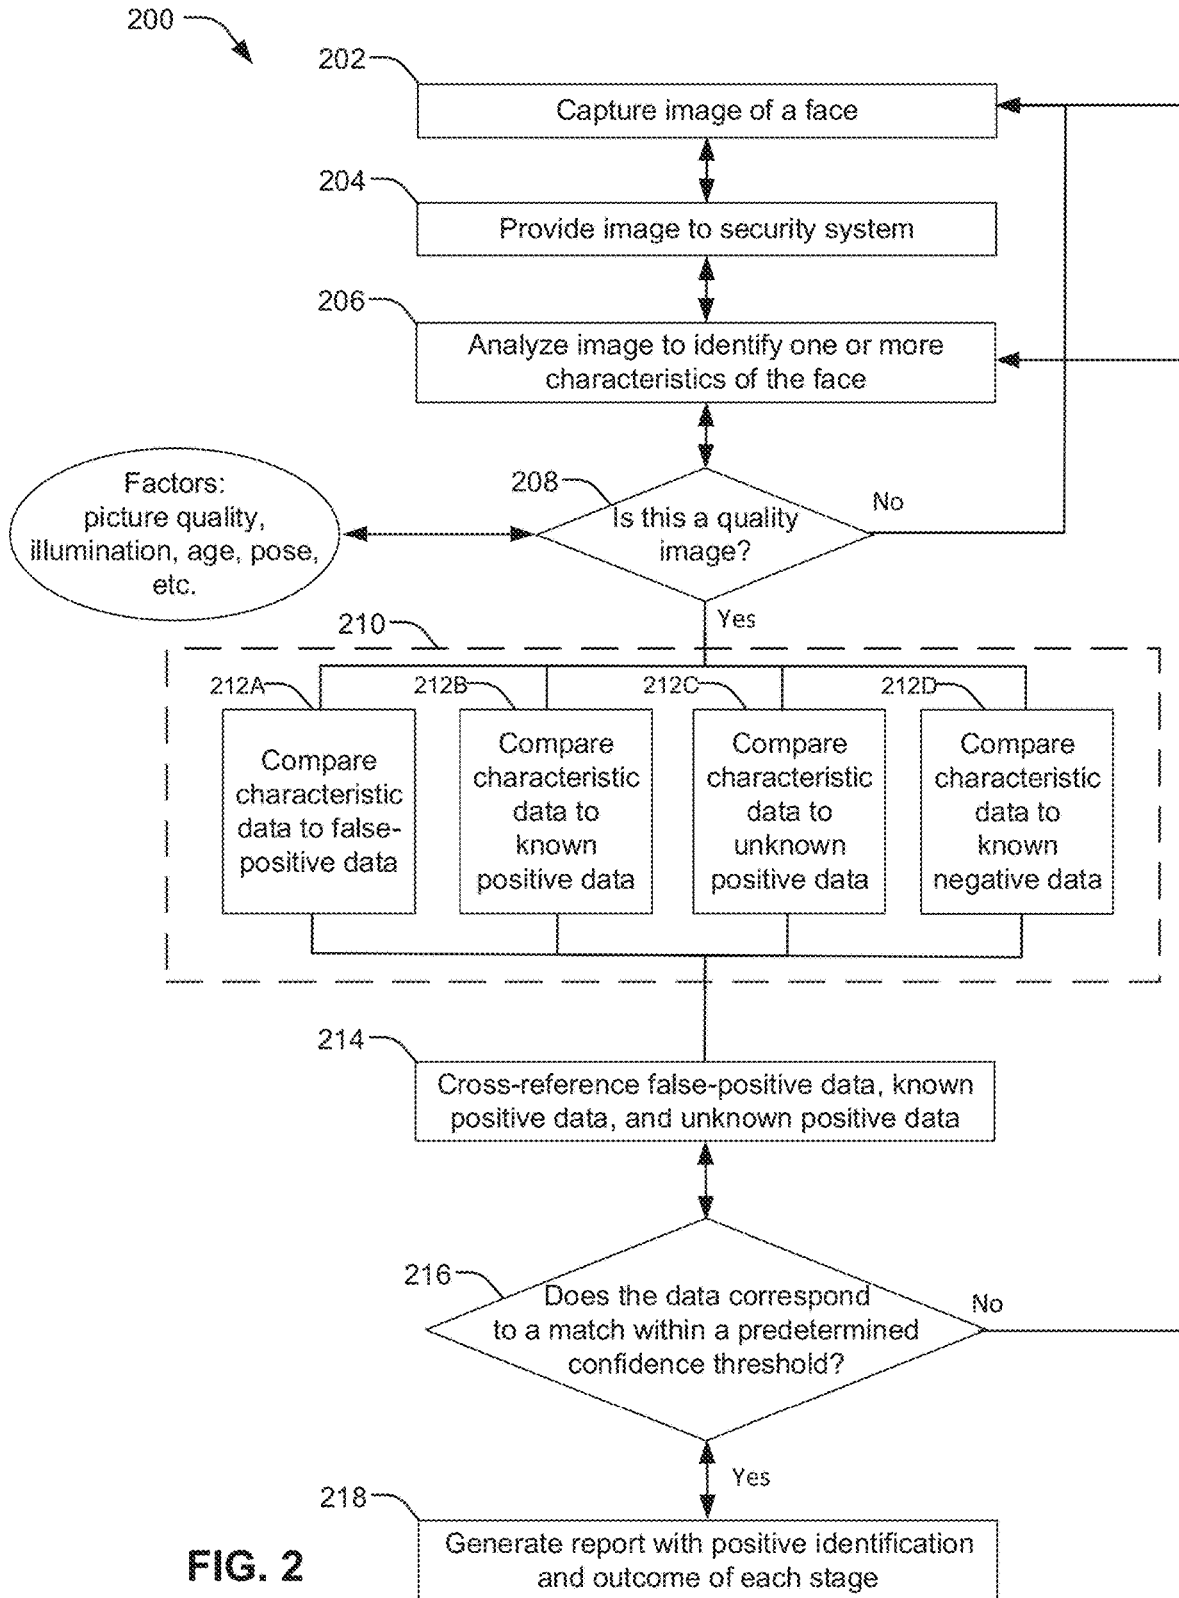 200
202
Capture image of a face
204
Provide image to security system
206
Analyze image to identify one or more
characteristics of the face
Factors:
picture quality,
illumination, age, pose,
etc.
208
Is this a quality
image?
No
Yes
210
212A
Compare
characteristic
data to false-
positive data
212B
Compare
characteristic
data to
known
positive data
212C
Compare
characteristic
data to
unknown
positive data
212D
Compare
characteristic
data to
known
negative data
214
Cross-reference false-positive data, known
positive data, and unknown positive data
216
Does the data correspond
to a match within a predetermined
confidence threshold?
No
Yes
218
Generate report with positive identification
and outcome of each stage
FIG. 2